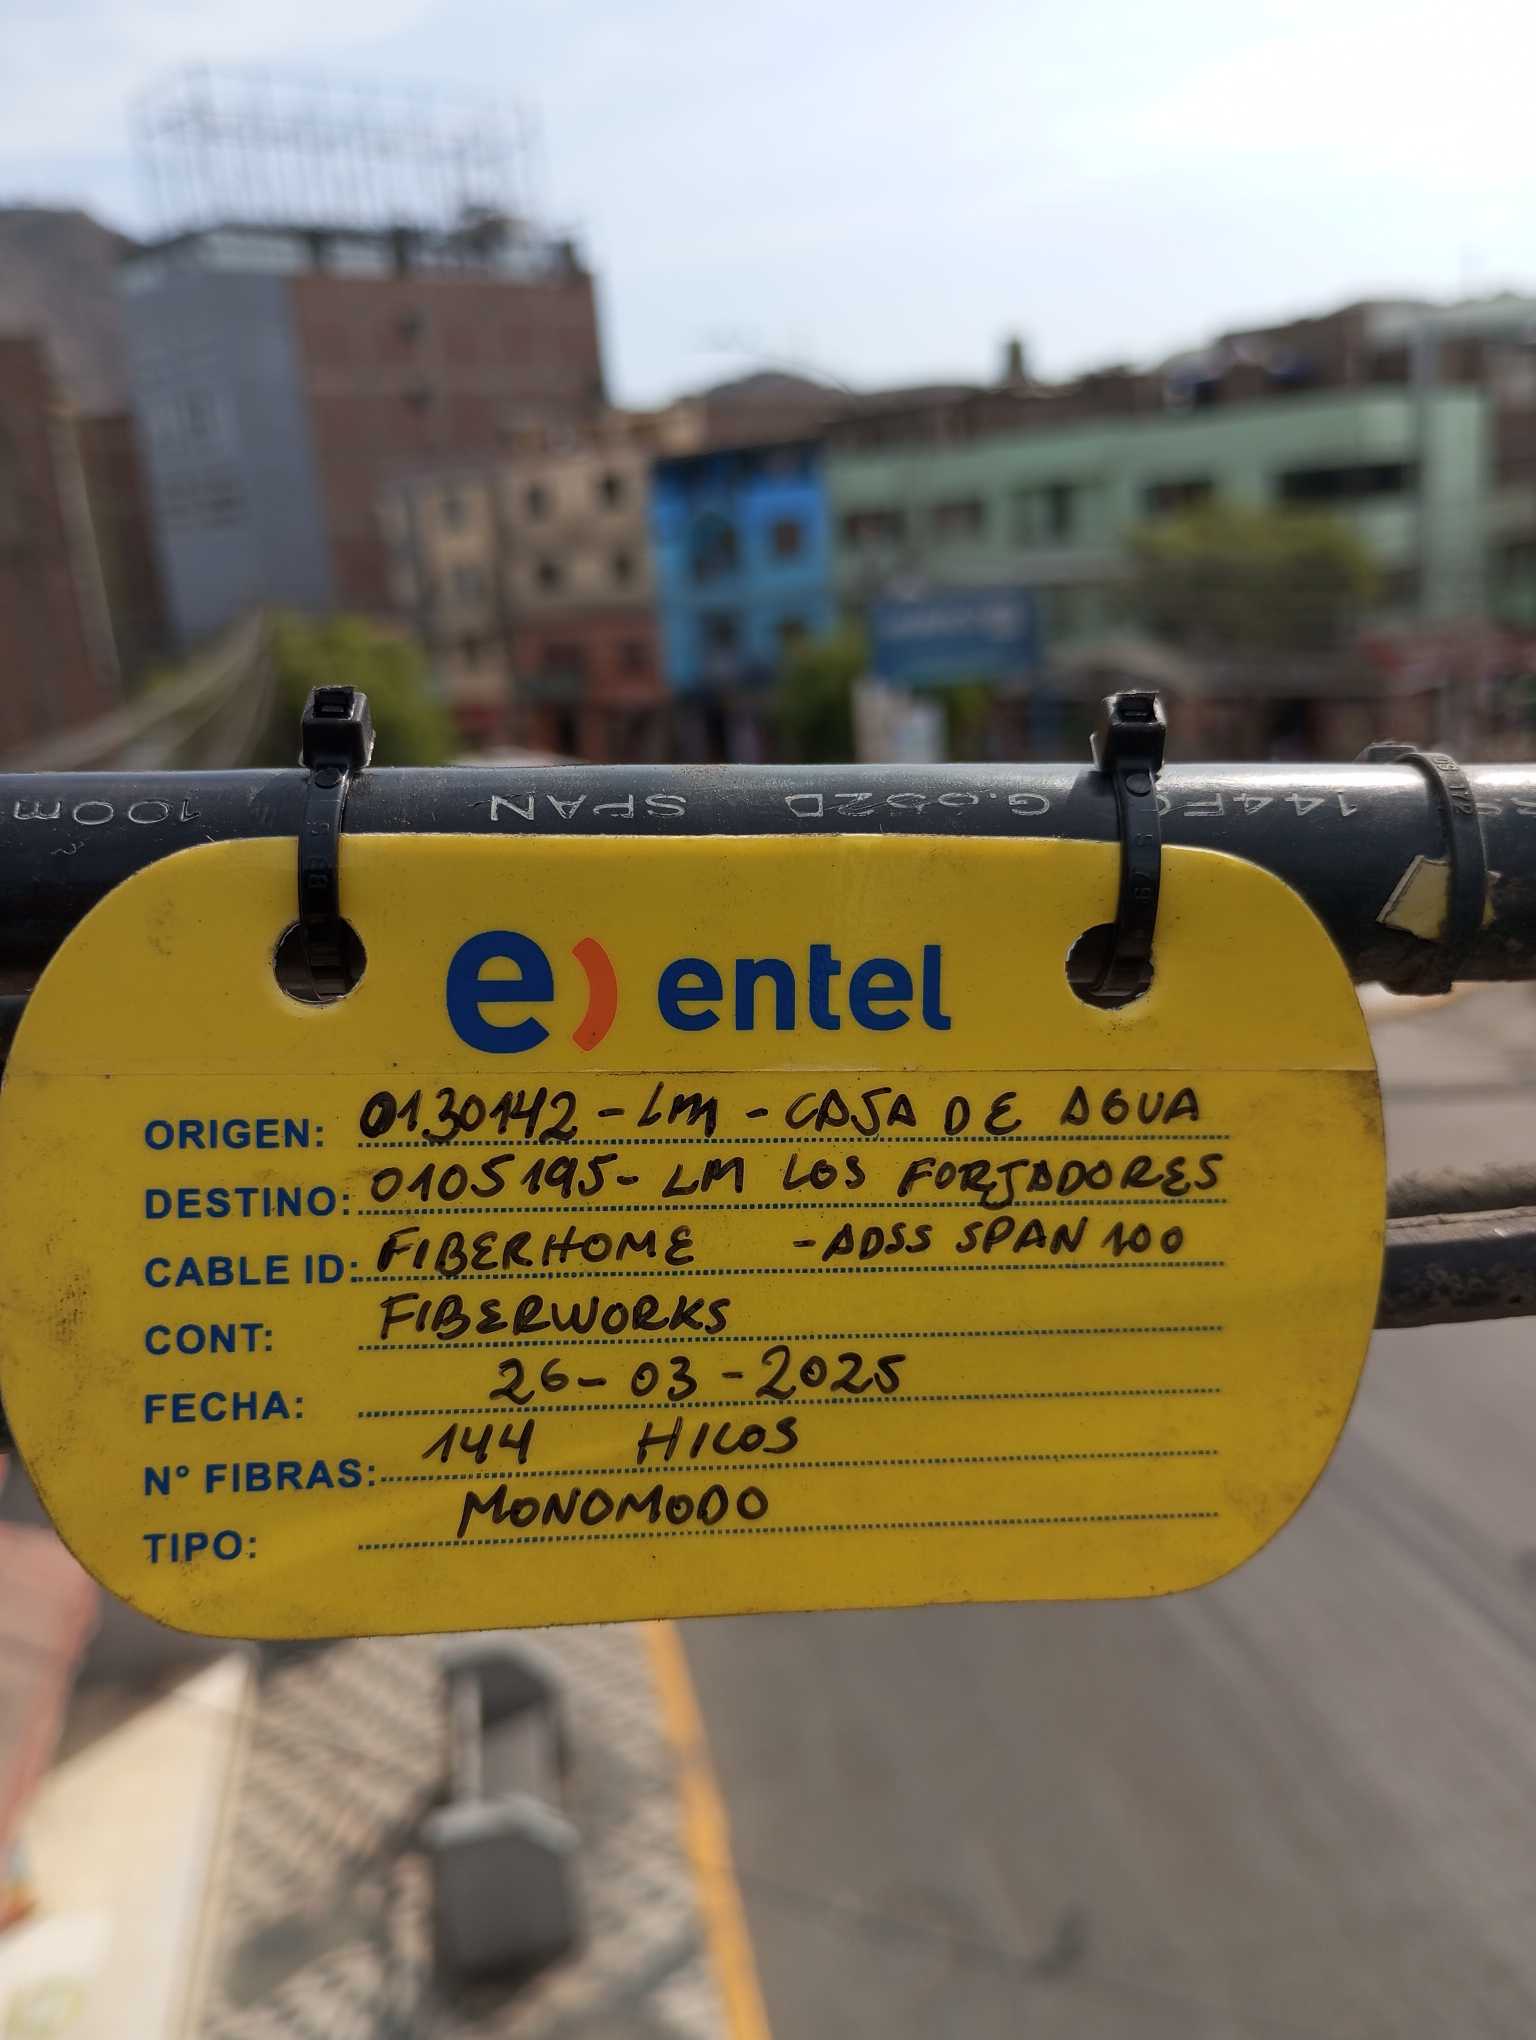 100m SPAN G.652D 144FO
e) entel
ORIGEN: 0130142-LM-CAJA DE AGUA
DESTINO: 0105195-LM LOS FORJADORES
CABLE ID: FIBERHOME -ADSS SPAN 100
CONT: FIBERWORKS
FECHA: 26-03-2025
N° FIBRAS: 144 HILOS
TIPO: MONOMODO